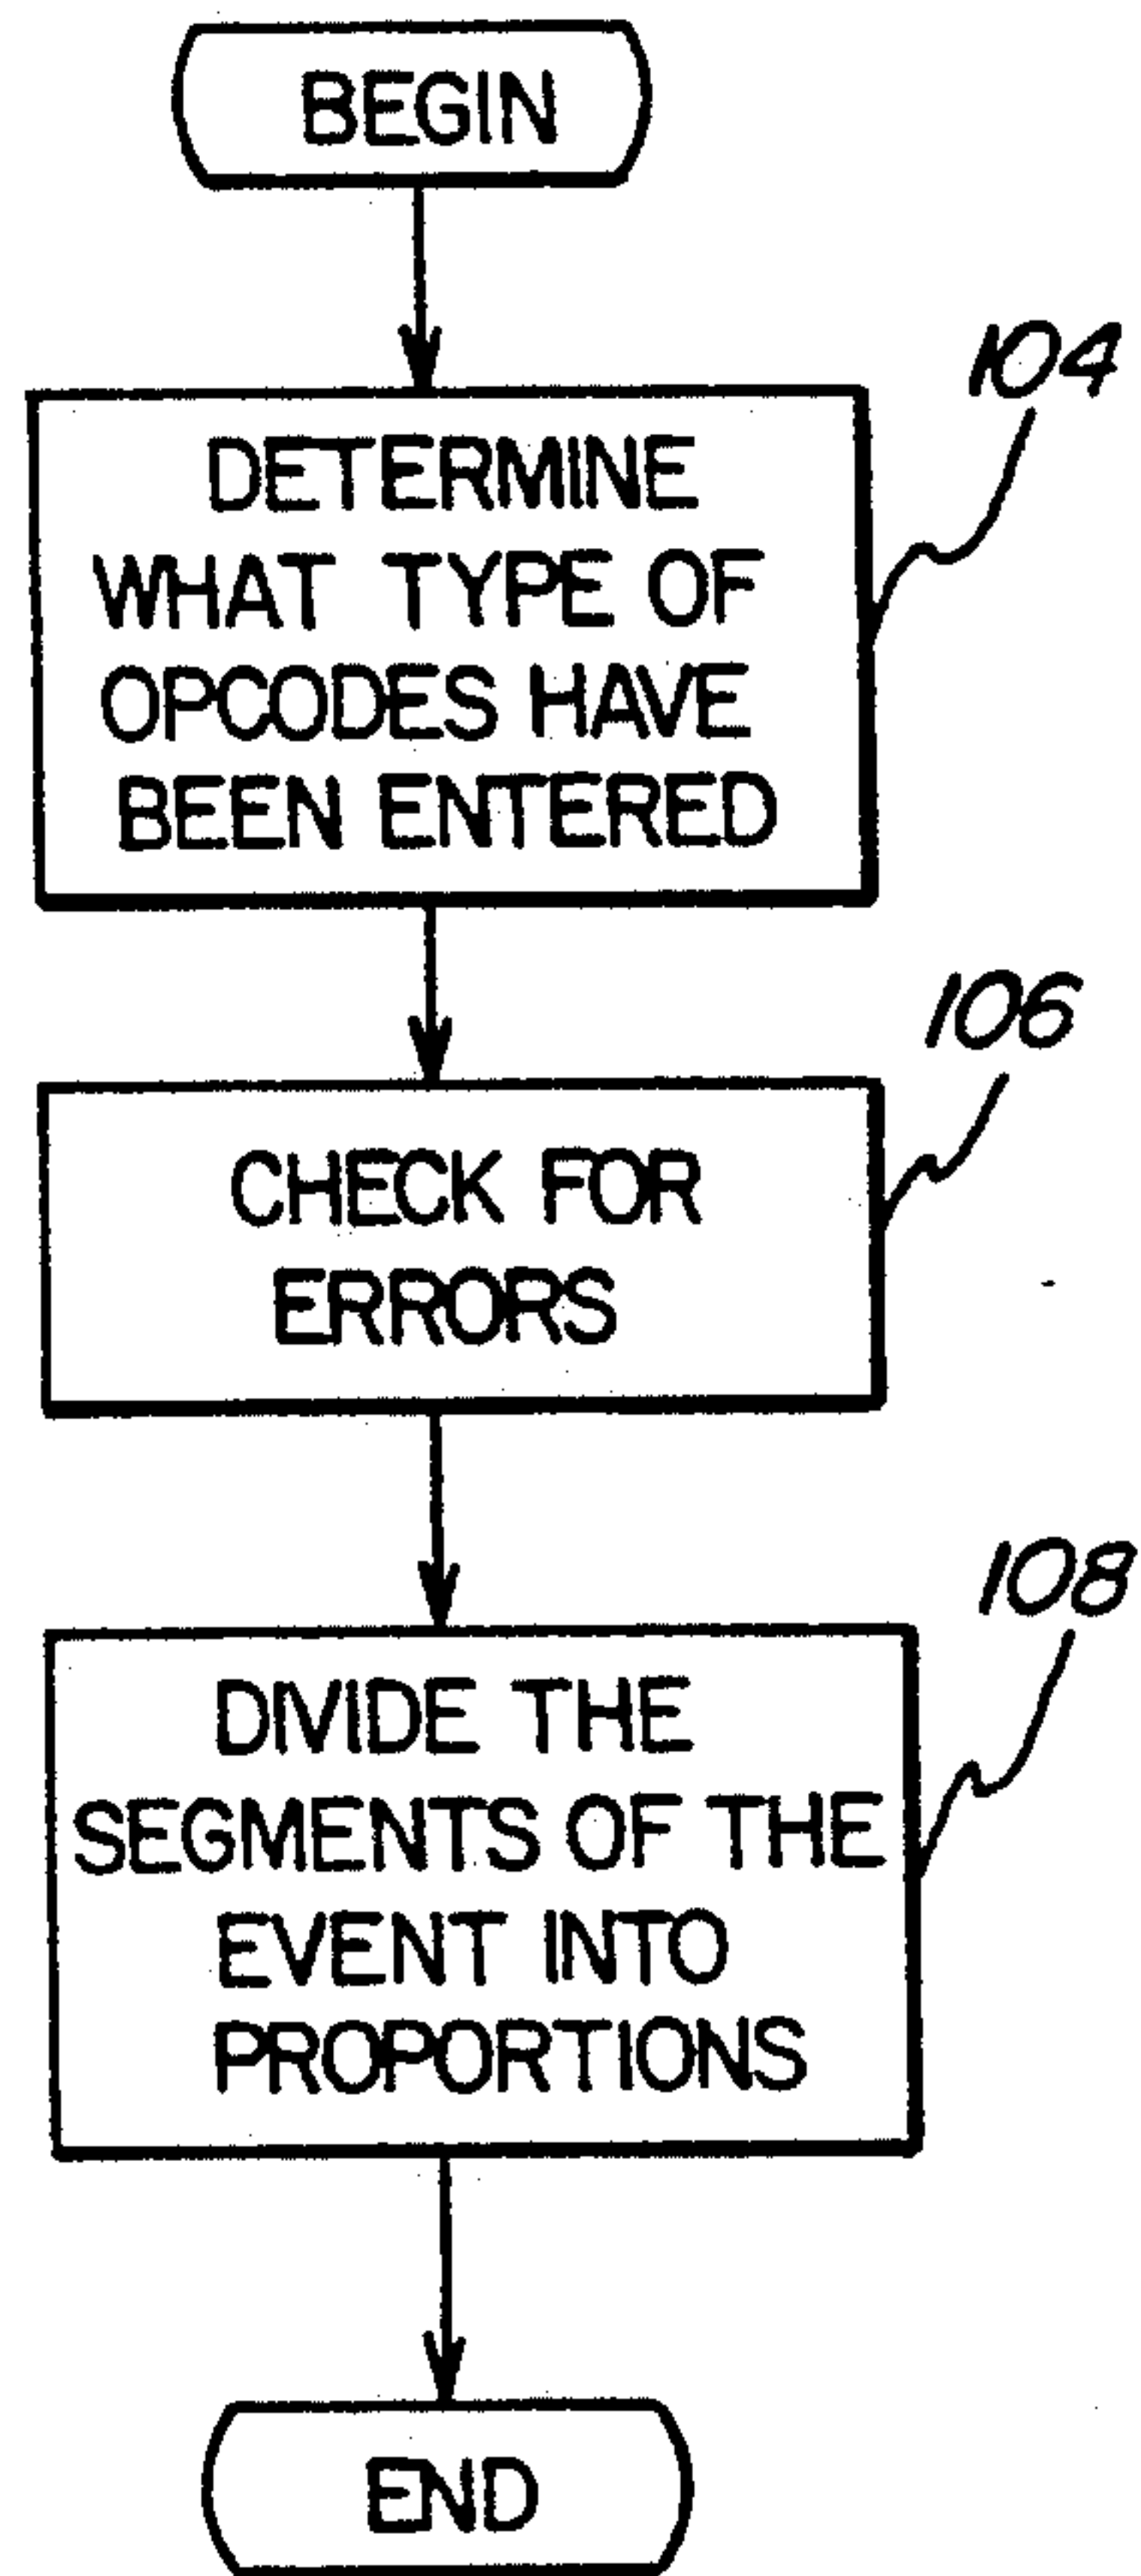 BEGIN
104
DETERMINE
WHAT TYPE OF
OPCODES HAVE
BEEN ENTERED
106
CHECK FOR
ERRORS
108
DIVIDE THE
SEGMENTS OF THE
EVENT INTO
PROPORTIONS
END